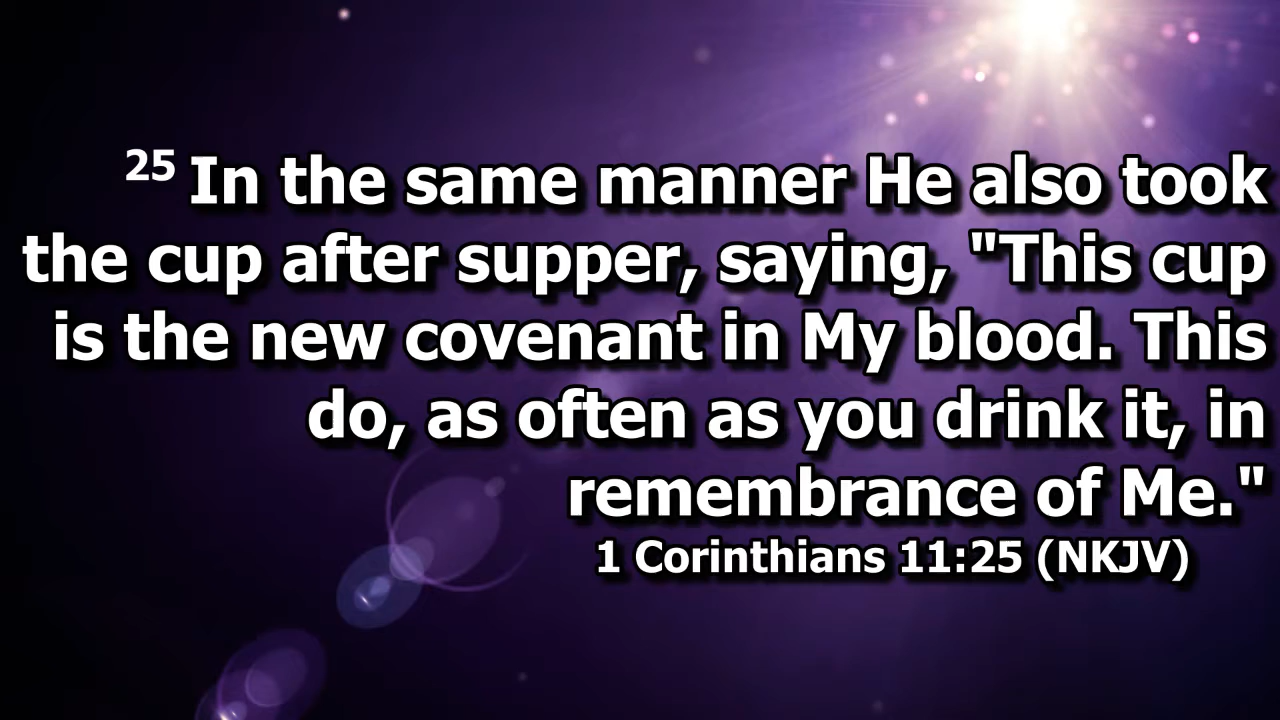 25 In the same manner He also took
the cup after supper, saying, "This cup
is the new covenant in My blood. This
do, as often as you drink it, in
remembrance of Me."
1 Corinthians 11:25 (NKJV)